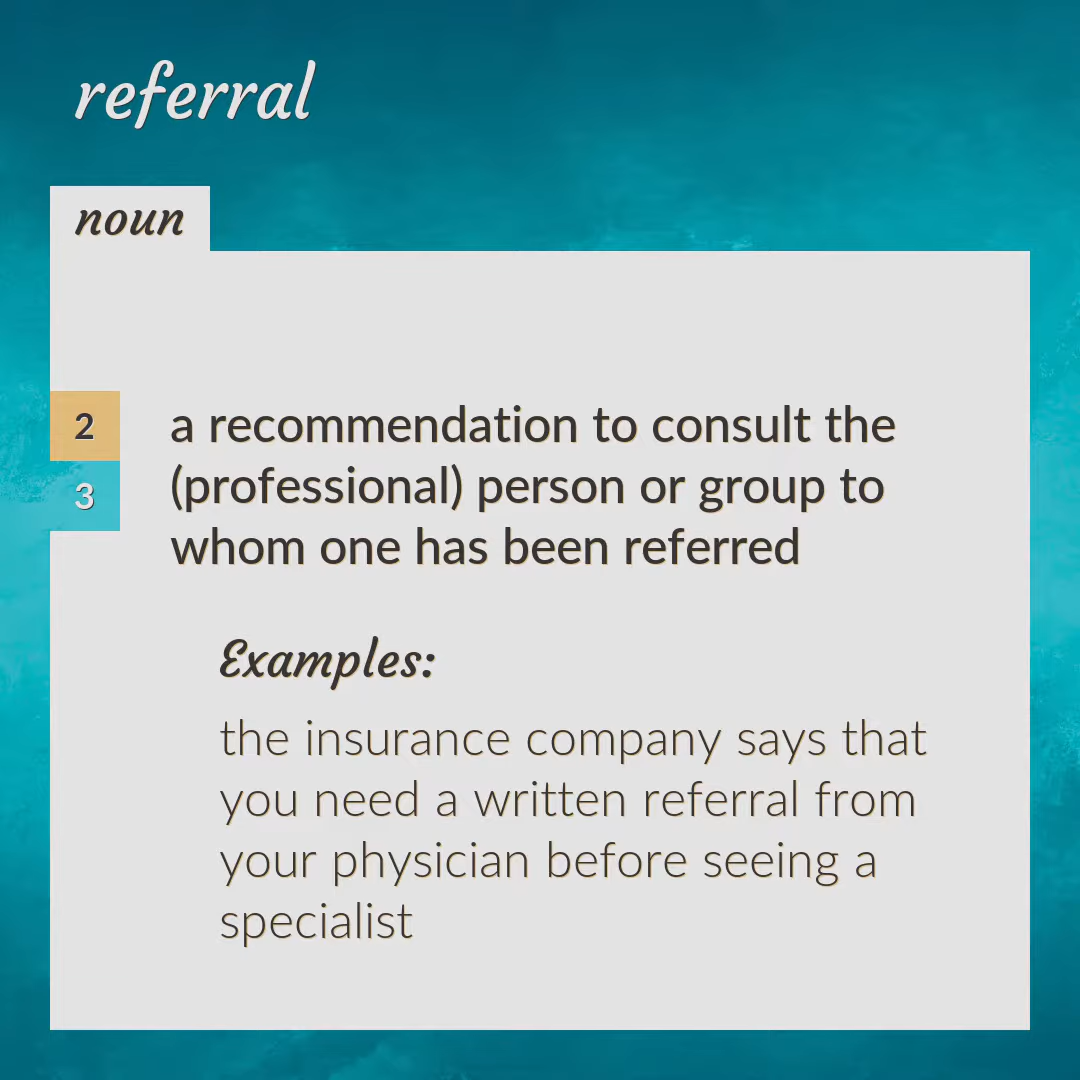 referral
noun
2
3
a recommendation to consult the
(professional) person or group to
whom one has been referred
Examples:
the insurance company says that
you need a written referral from
your physician before seeing a
specialist